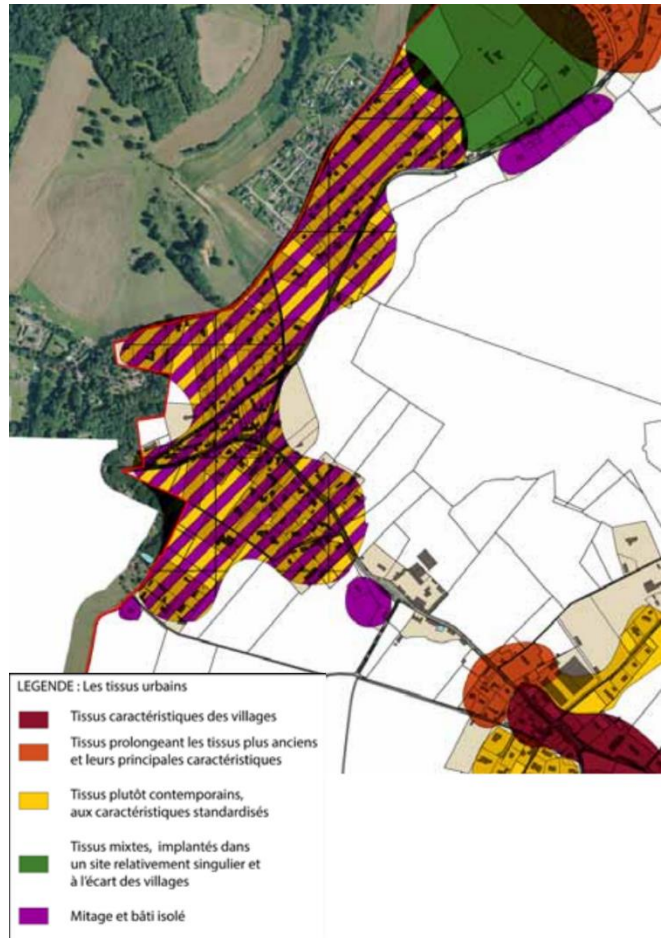 LEGENDE : Les tissus urbains
Tissus caractéristiques des villages
Tissus prolongeant les tissus plus anciens
et leurs principales caractéristiques
Tissus plutôt contemporains,
aux caractéristiques standardisés
Tissus mixtes, implantés dans
un site relativement singulier et
à l'écart des villages
Mitage et bâti isolé